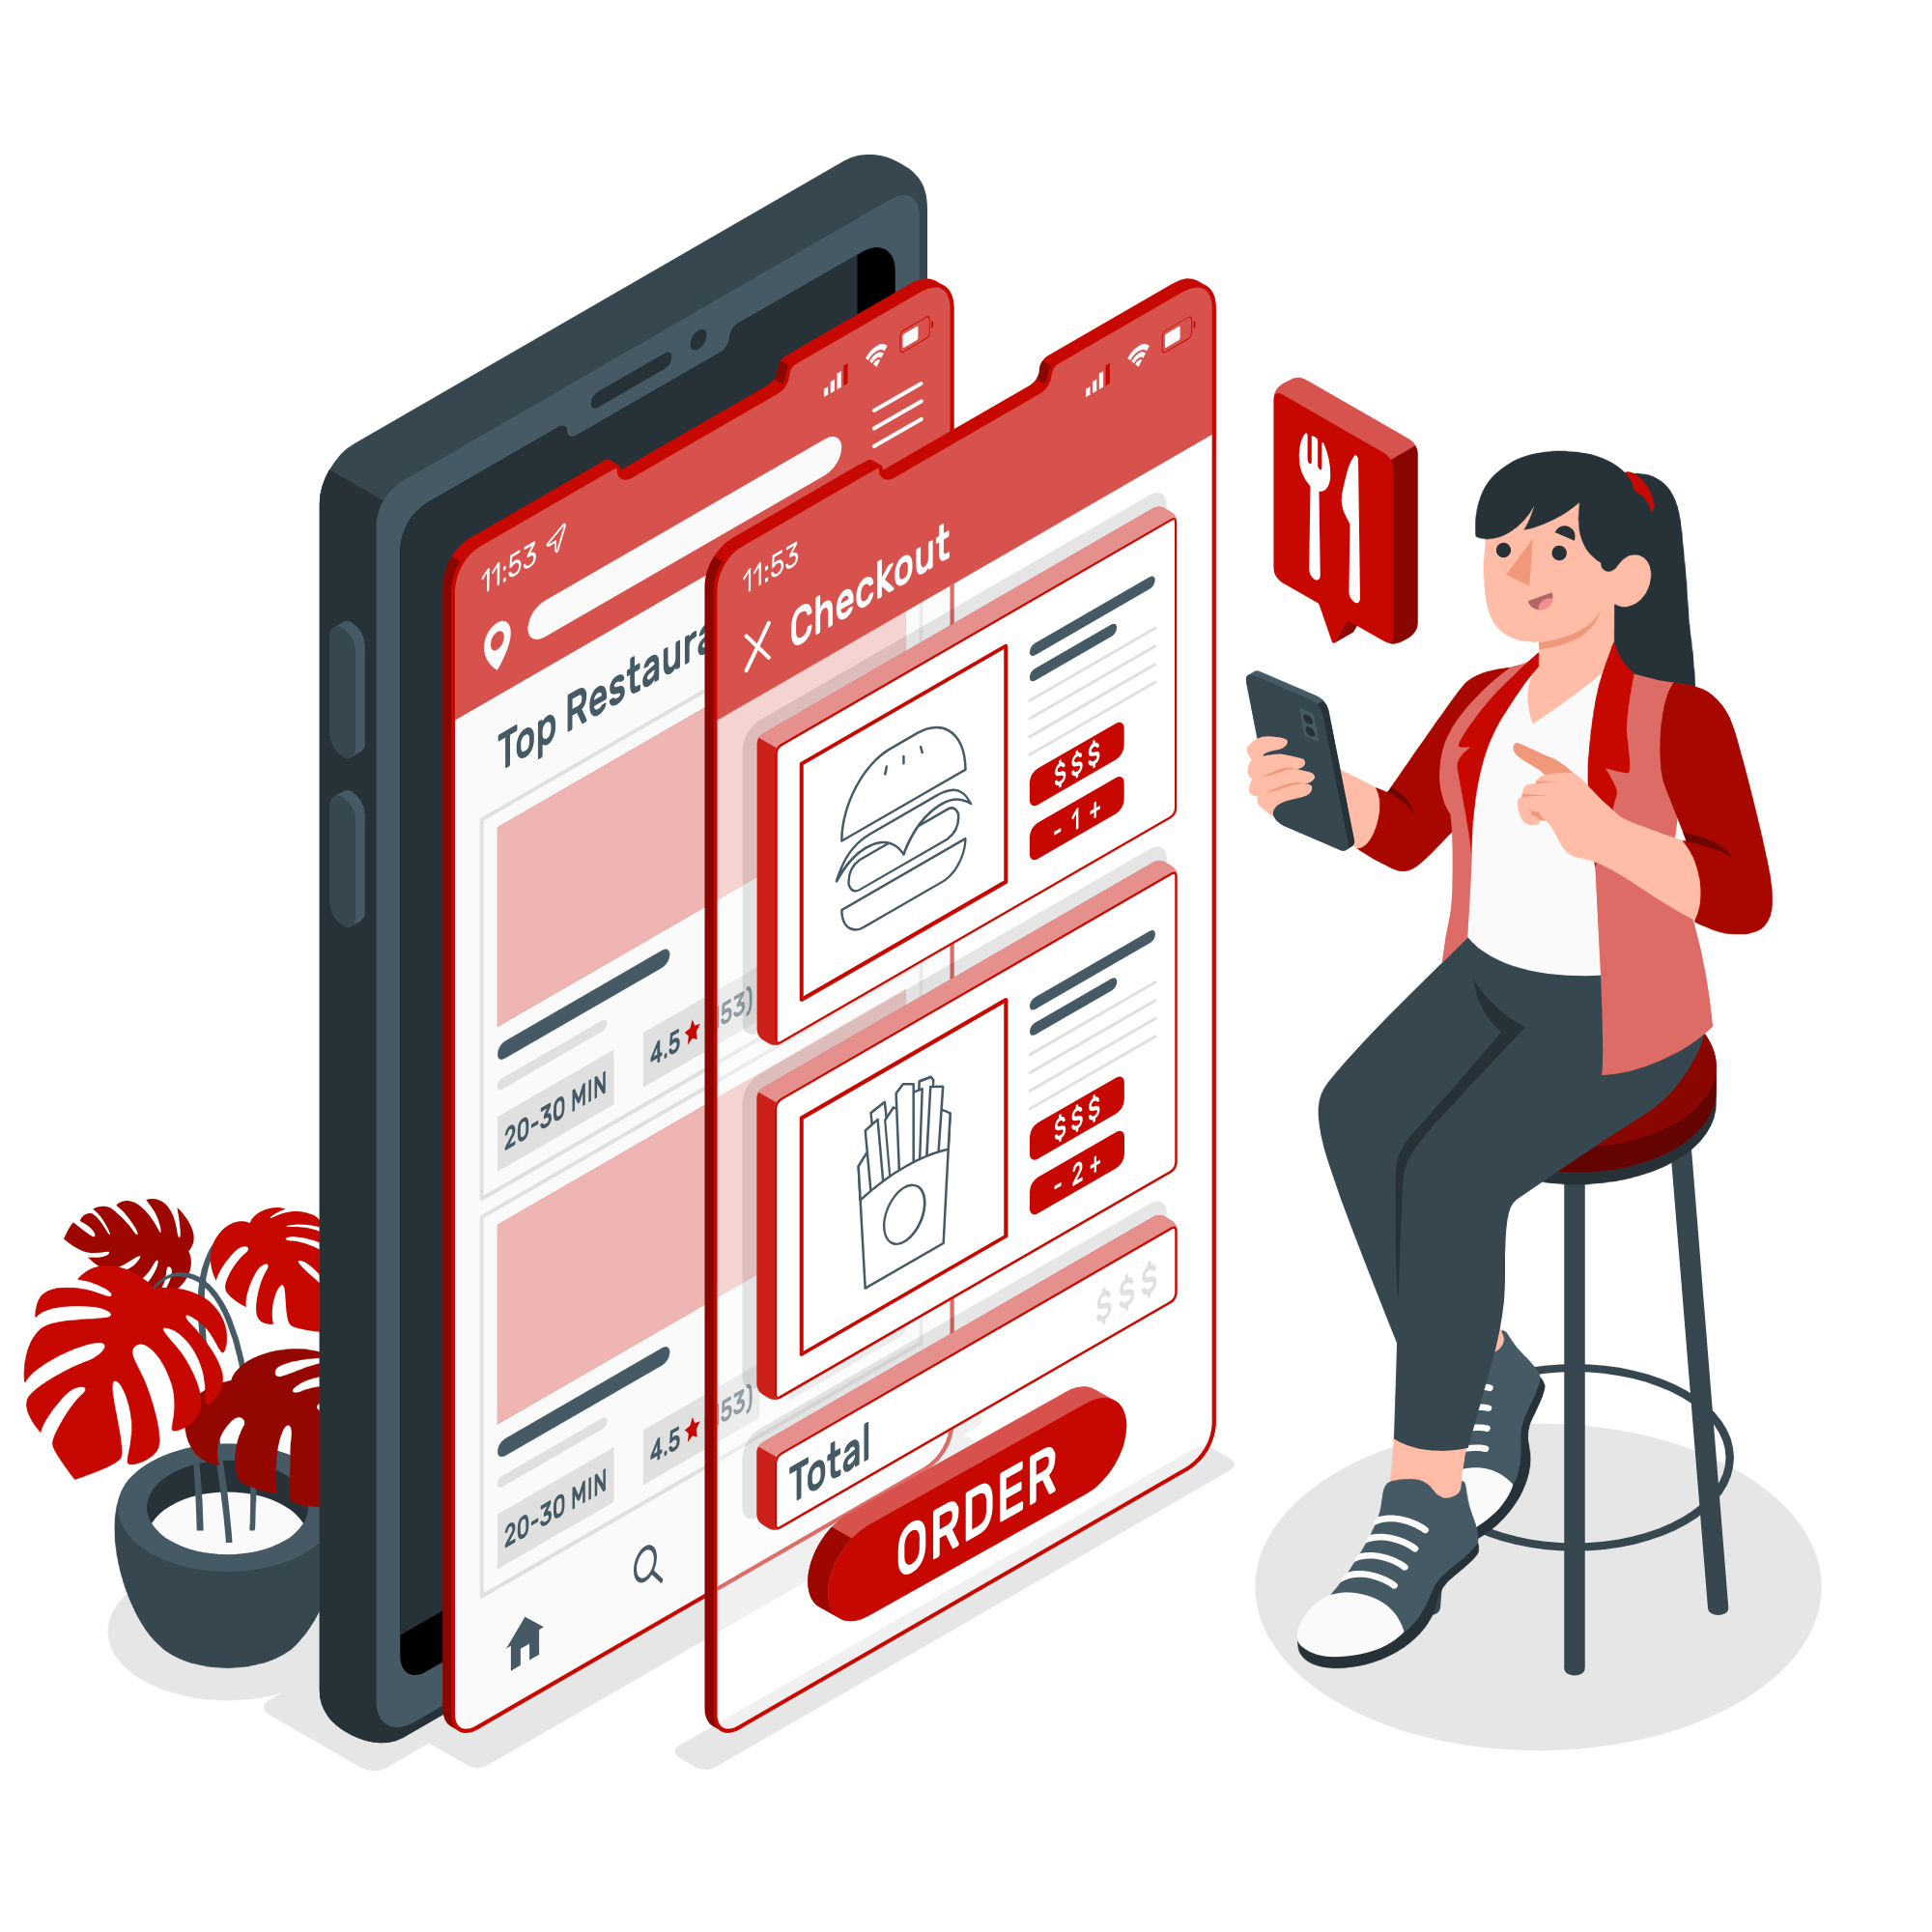 11:53
Top Restaura
4.5 53)
20-30 MIN
4.5 53)
20-30 MIN
11:53
Checkout
$ $ $
- 1 +
$ $ $
- 2 +
Total $ $ $
ORDER